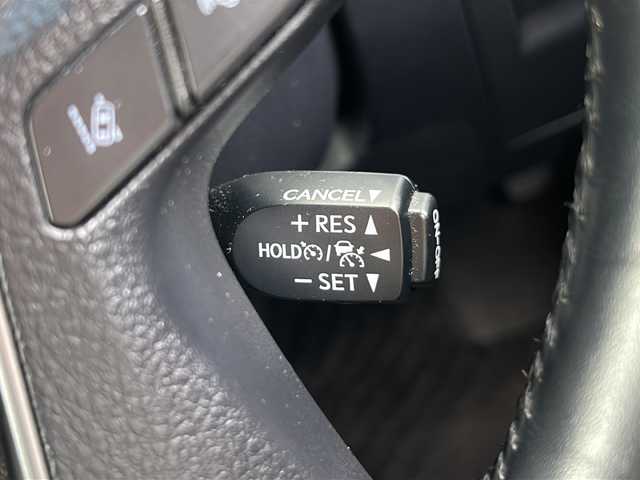 CANCEL▼
+ RES ▲
HOLD / ◀
− SET ▼
ON-OFF